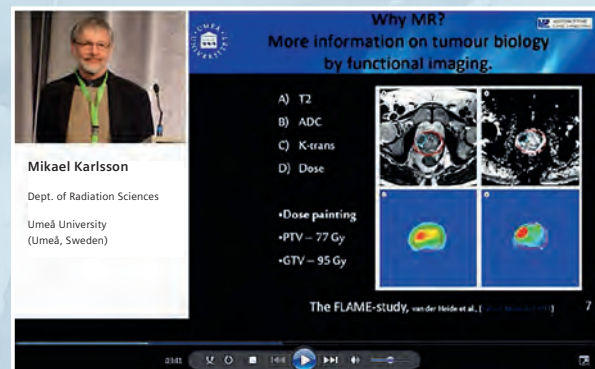 Why MR?
More information on tumour biology
by functional imaging.
A) T2
B) ADC
C) K-trans
D) Dose
•Dose painting
•PTV – 77 Gy
•GTV – 95 Gy
The FLAME-study, van der Heide et al.,
7
Mikael Karlsson
Dept. of Radiation Sciences
Umeå University
(Umeå, Sweden)